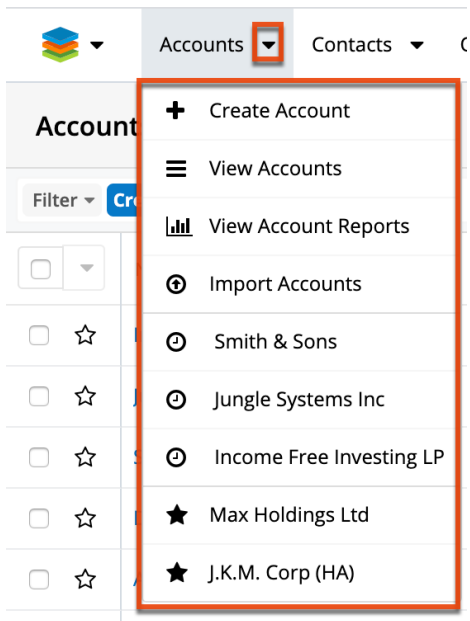 Accounts
Contacts
Account
Create Account
View Accounts
Filter
Cr
View Account Reports
Import Accounts
Smith & Sons
Jungle Systems Inc
Income Free Investing LP
Max Holdings Ltd
J.K.M. Corp (HA)